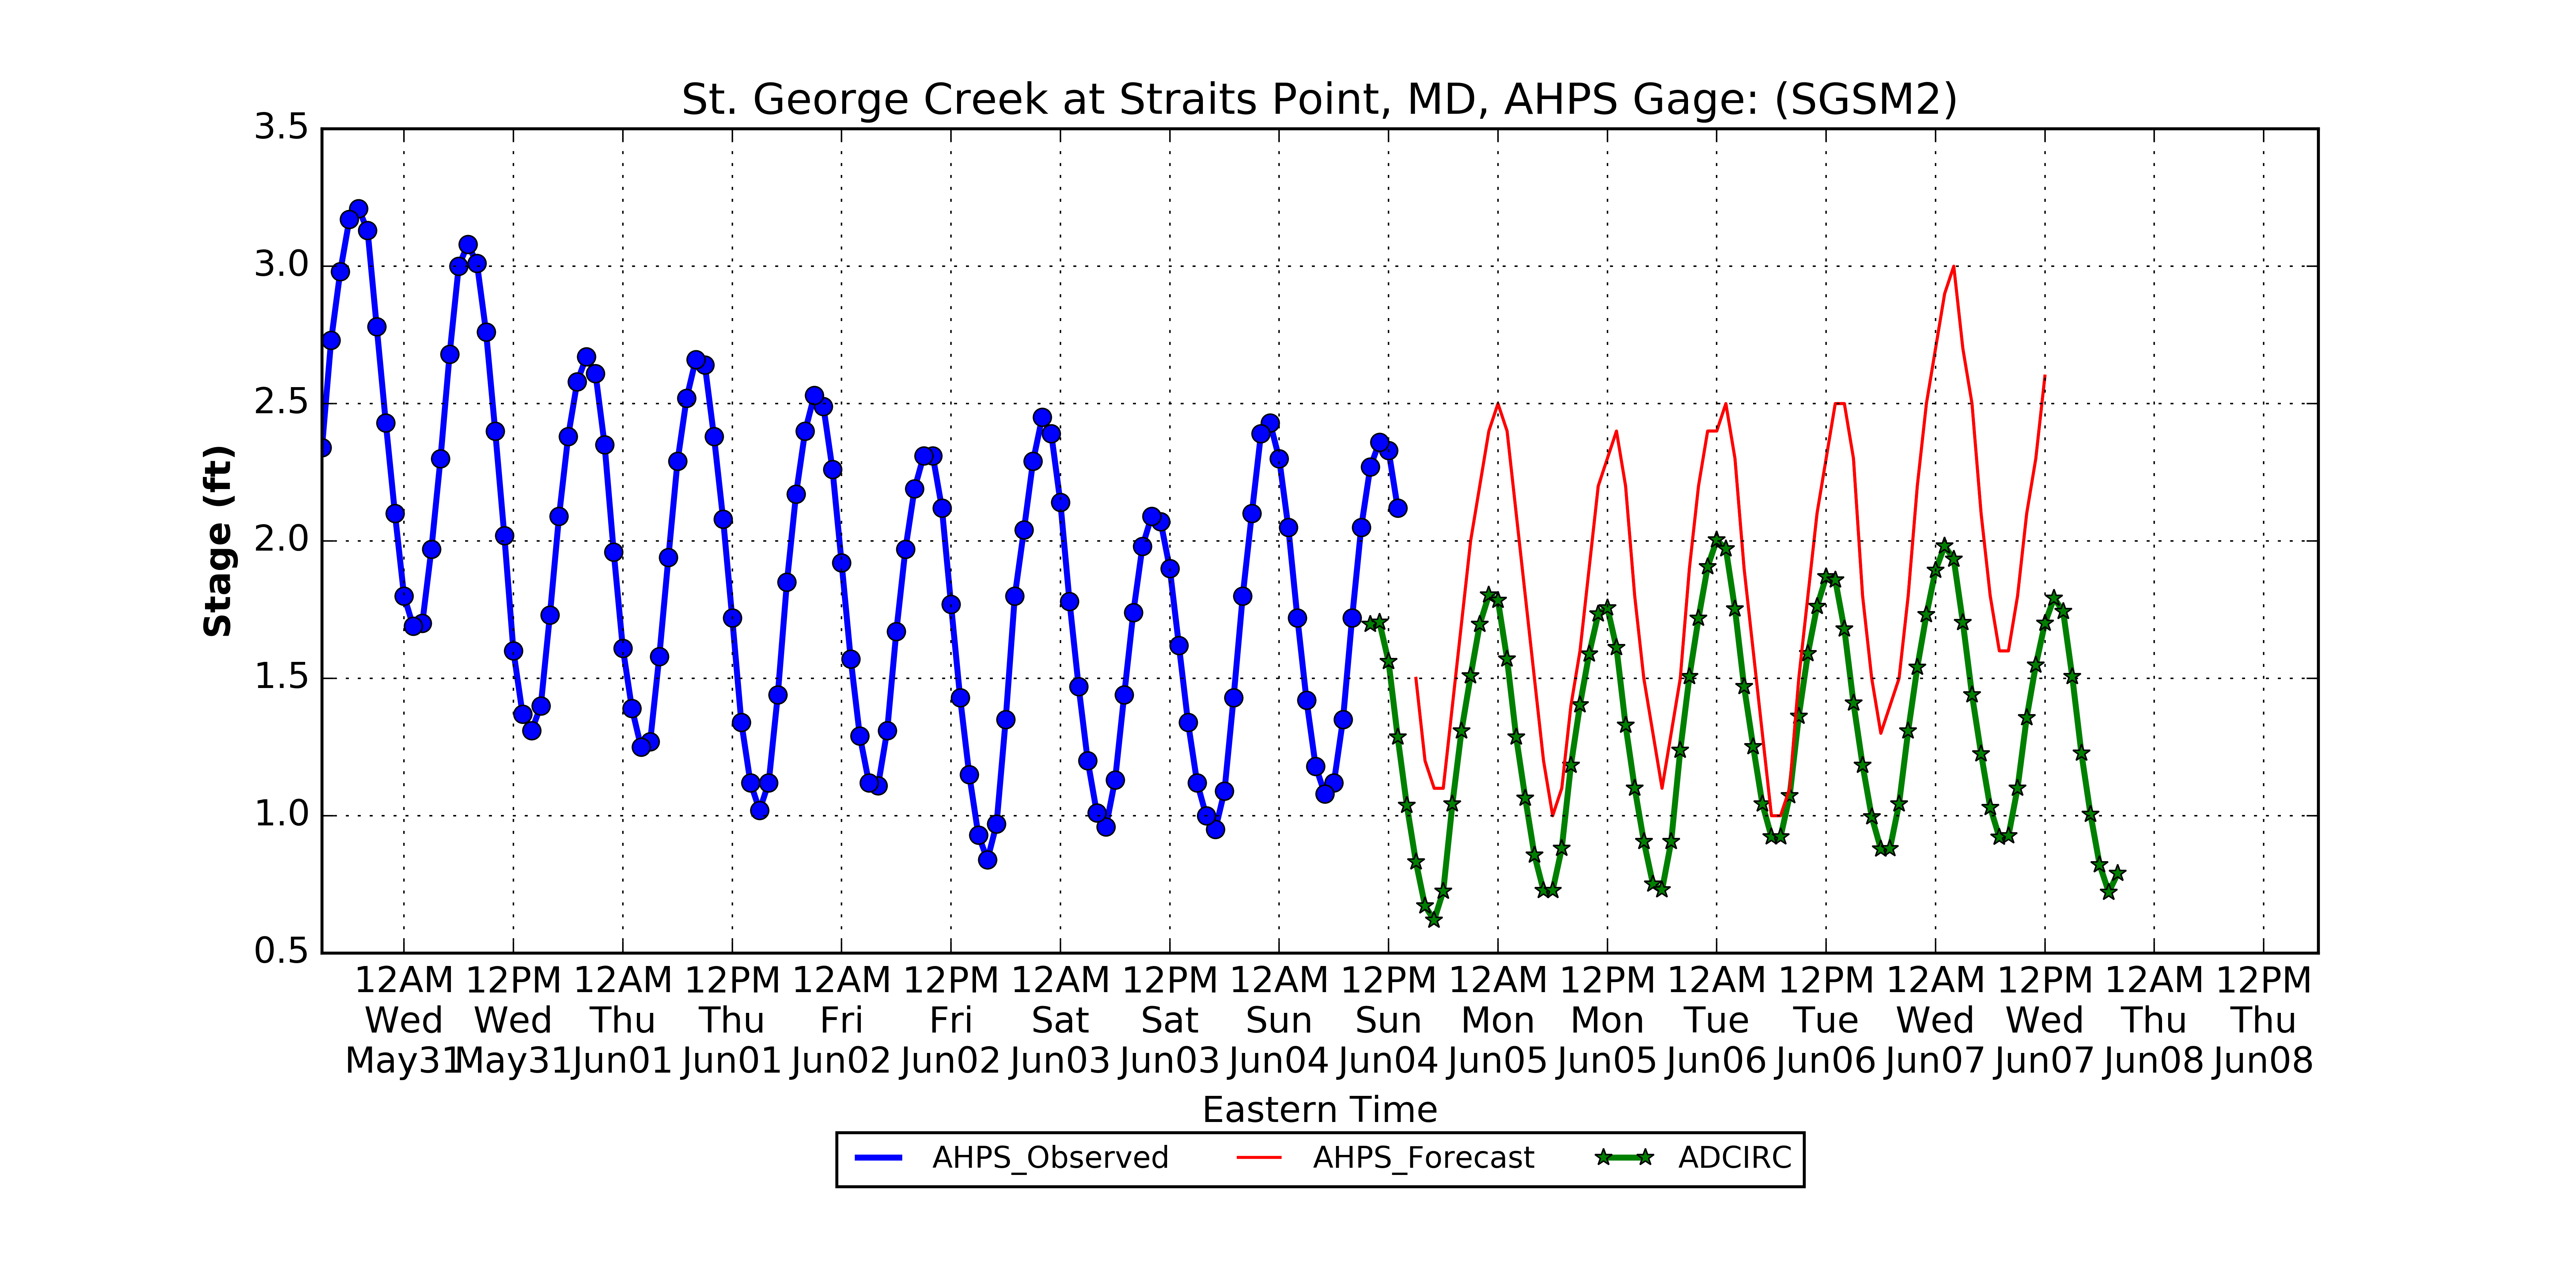 St. George Creek at Straits Point, MD, AHPS Gage: (SGSM2)
3.5
3.0
2.5
2.0
1.5
1.0
0.5
Stage (ft)
12AM 12PM 12AM 12PM 12AM 12PM 12AM 12PM 12AM 12PM 12AM 12PM 12AM 12PM 12AM 12PM 12AM 12PM
Wed Wed Thu Thu Fri Fri Sat Sat Sun Sun Mon Mon Tue Tue Wed Wed Thu Thu
May31 May31 Jun01 Jun01 Jun02 Jun02 Jun03 Jun03 Jun04 Jun04 Jun05 Jun05 Jun06 Jun06 Jun07 Jun07 Jun08 Jun08
Eastern Time
AHPS_Observed AHPS_Forecast ADCIRC